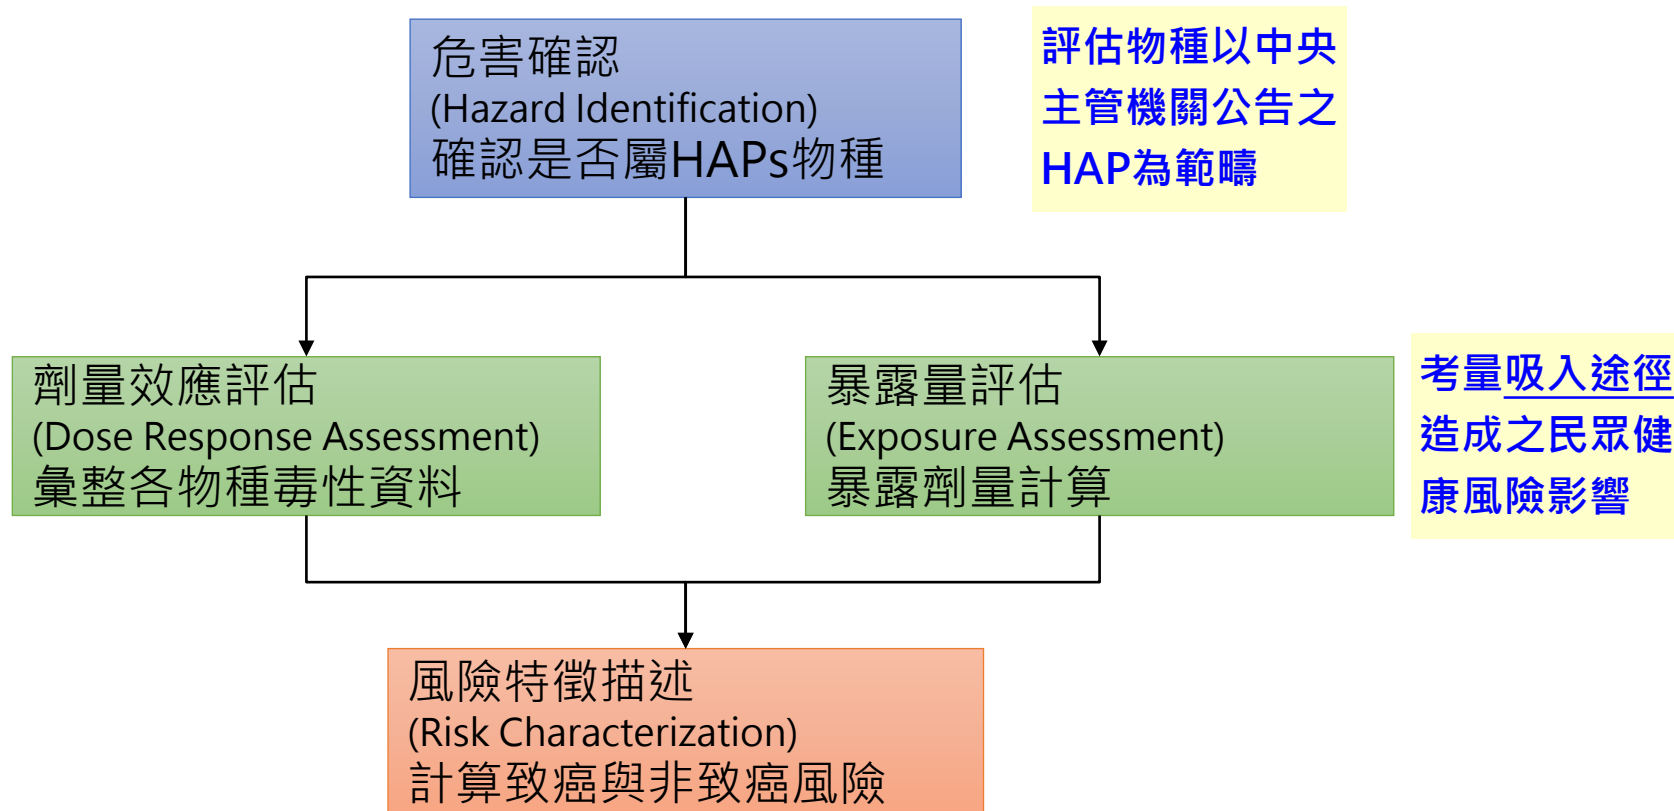 危害確認
(Hazard Identification)
確認是否屬HAPs物種
評估物種以中央
主管機關公告之
HAP為範疇
劑量效應評估
(Dose Response Assessment)
彙整各物種毒性資料
暴露量評估
(Exposure Assessment)
暴露劑量計算
考量吸入途徑
造成之民眾健
康風險影響
風險特徵描述
(Risk Characterization)
計算致癌與非致癌風險